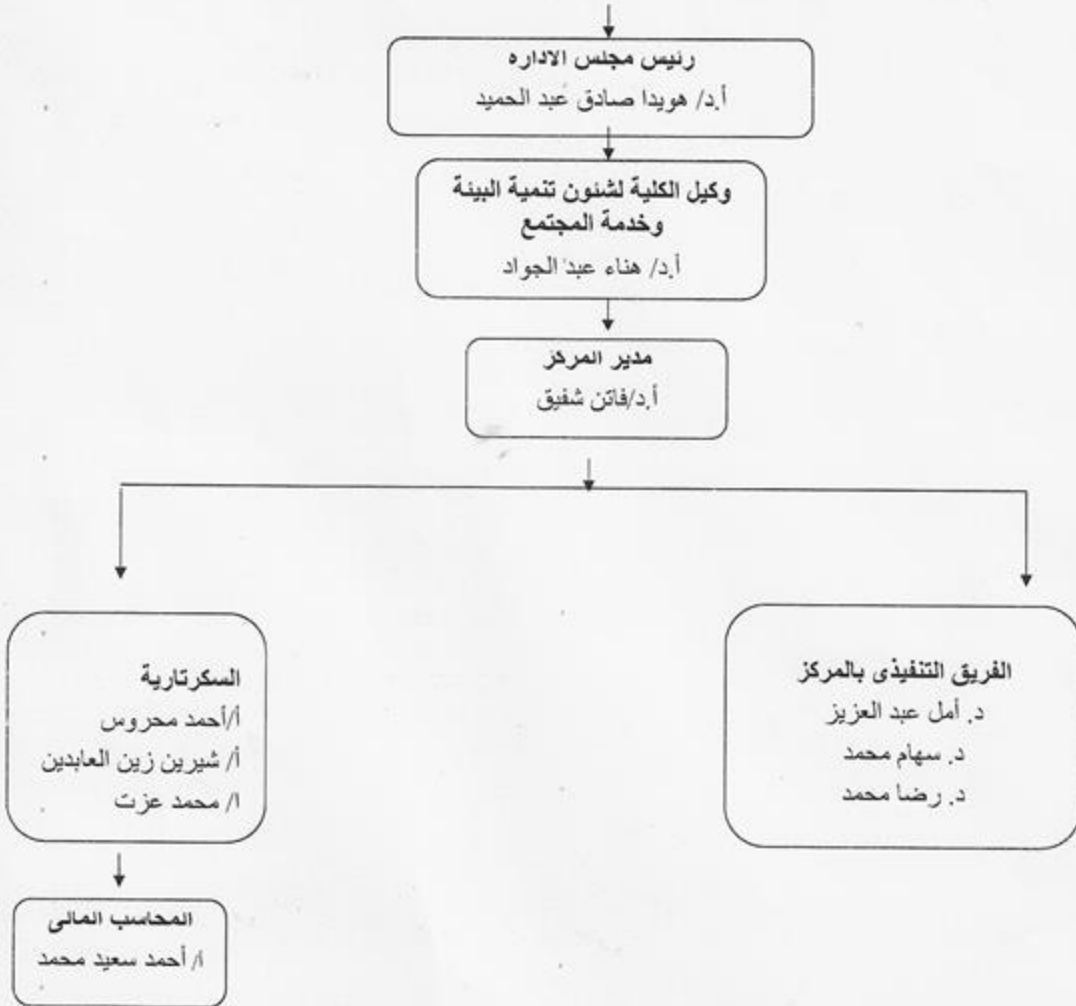 رئيس مجلس الاداره
أ.د/ هويدا صادق عبد الحميد
وكيل الكلية لشئون تنمية البيئة
وخدمة المجتمع
أ.د/ هناء عبد الجواد
مدير المركز
أ.د/فاتن شفيق
الفريق التنفيذى بالمركز
د. أمل عبد العزيز
د. سهام محمد
د. رضا محمد
السكرتارية
أ/أحمد محروس
أ/ شيرين زين العابدين
ا/ محمد عزت
المحاسب المالى
أ/ أحمد سعيد محمد